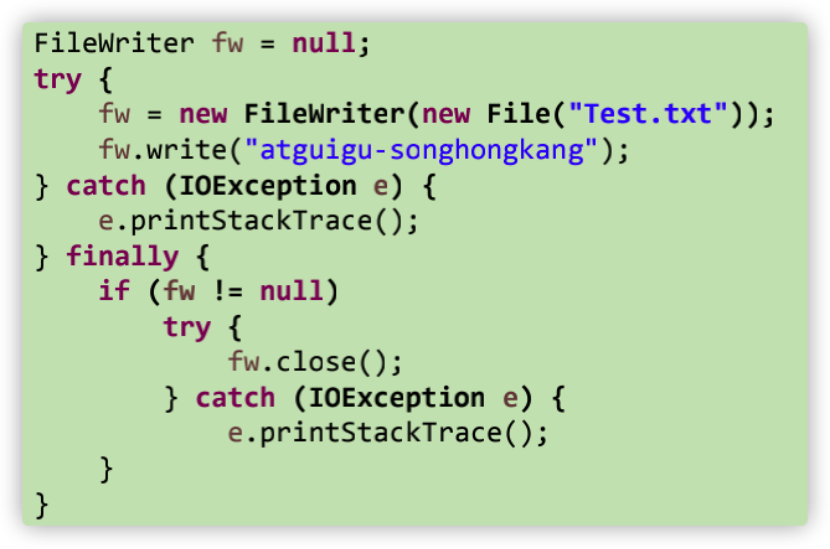 FileWriter fw = null;
try {
    fw = new FileWriter(new File("Test.txt"));
    fw.write("atguigu-songhongkang");
} catch (IOException e) {
    e.printStackTrace();
} finally {
    if (fw != null)
        try {
            fw.close();
        } catch (IOException e) {
            e.printStackTrace();
    }
}